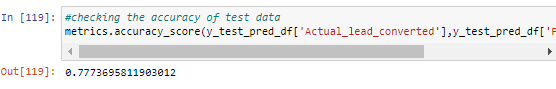 In [119]: #checking the accuracy of test data
metrics.accuracy_score(y_test_pred_df['Actual_lead_converted'],y_test_pred_df['
Out[119]: 0.7773695811903012